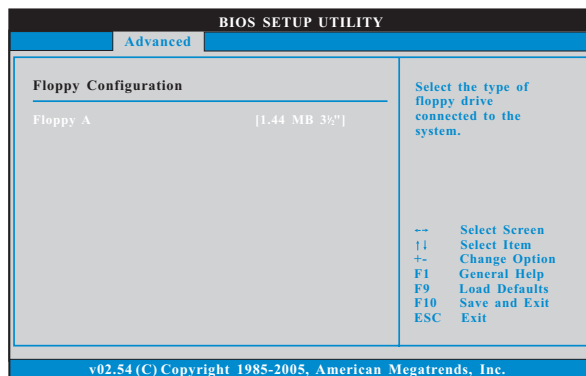 BIOS SETUP UTILITY
Advanced
Floppy Configuration
Floppy A [1.44 MB 3½"]
Select the type of
floppy drive
connected to the
system.
←→ Select Screen
↑↓ Select Item
+- Change Option
F1 General Help
F9 Load Defaults
F10 Save and Exit
ESC Exit
v02.54 (C) Copyright 1985-2005, American Megatrends, Inc.